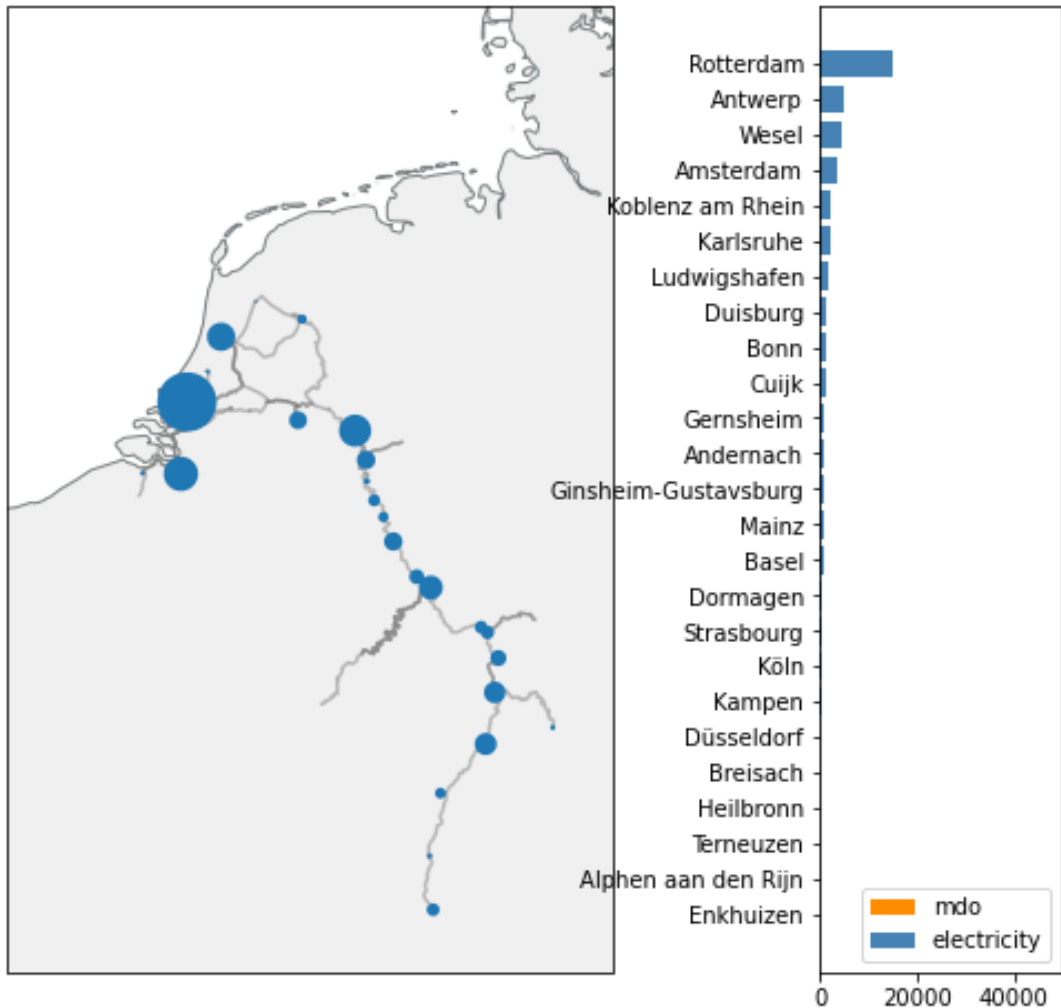 Rotterdam
Antwerp
Wesel
Amsterdam
Koblenz am Rhein
Karlsruhe
Ludwigshafen
Duisburg
Bonn
Cuijk
Gernsheim
Andernach
Ginsheim-Gustavsburg
Mainz
Basel
Dormagen
Strasbourg
Köln
Kampen
Düsseldorf
Breisach
Heilbronn
Terneuzen
Alphen aan den Rijn
Enkhuizen
mdo
electricity
0 20000 40000